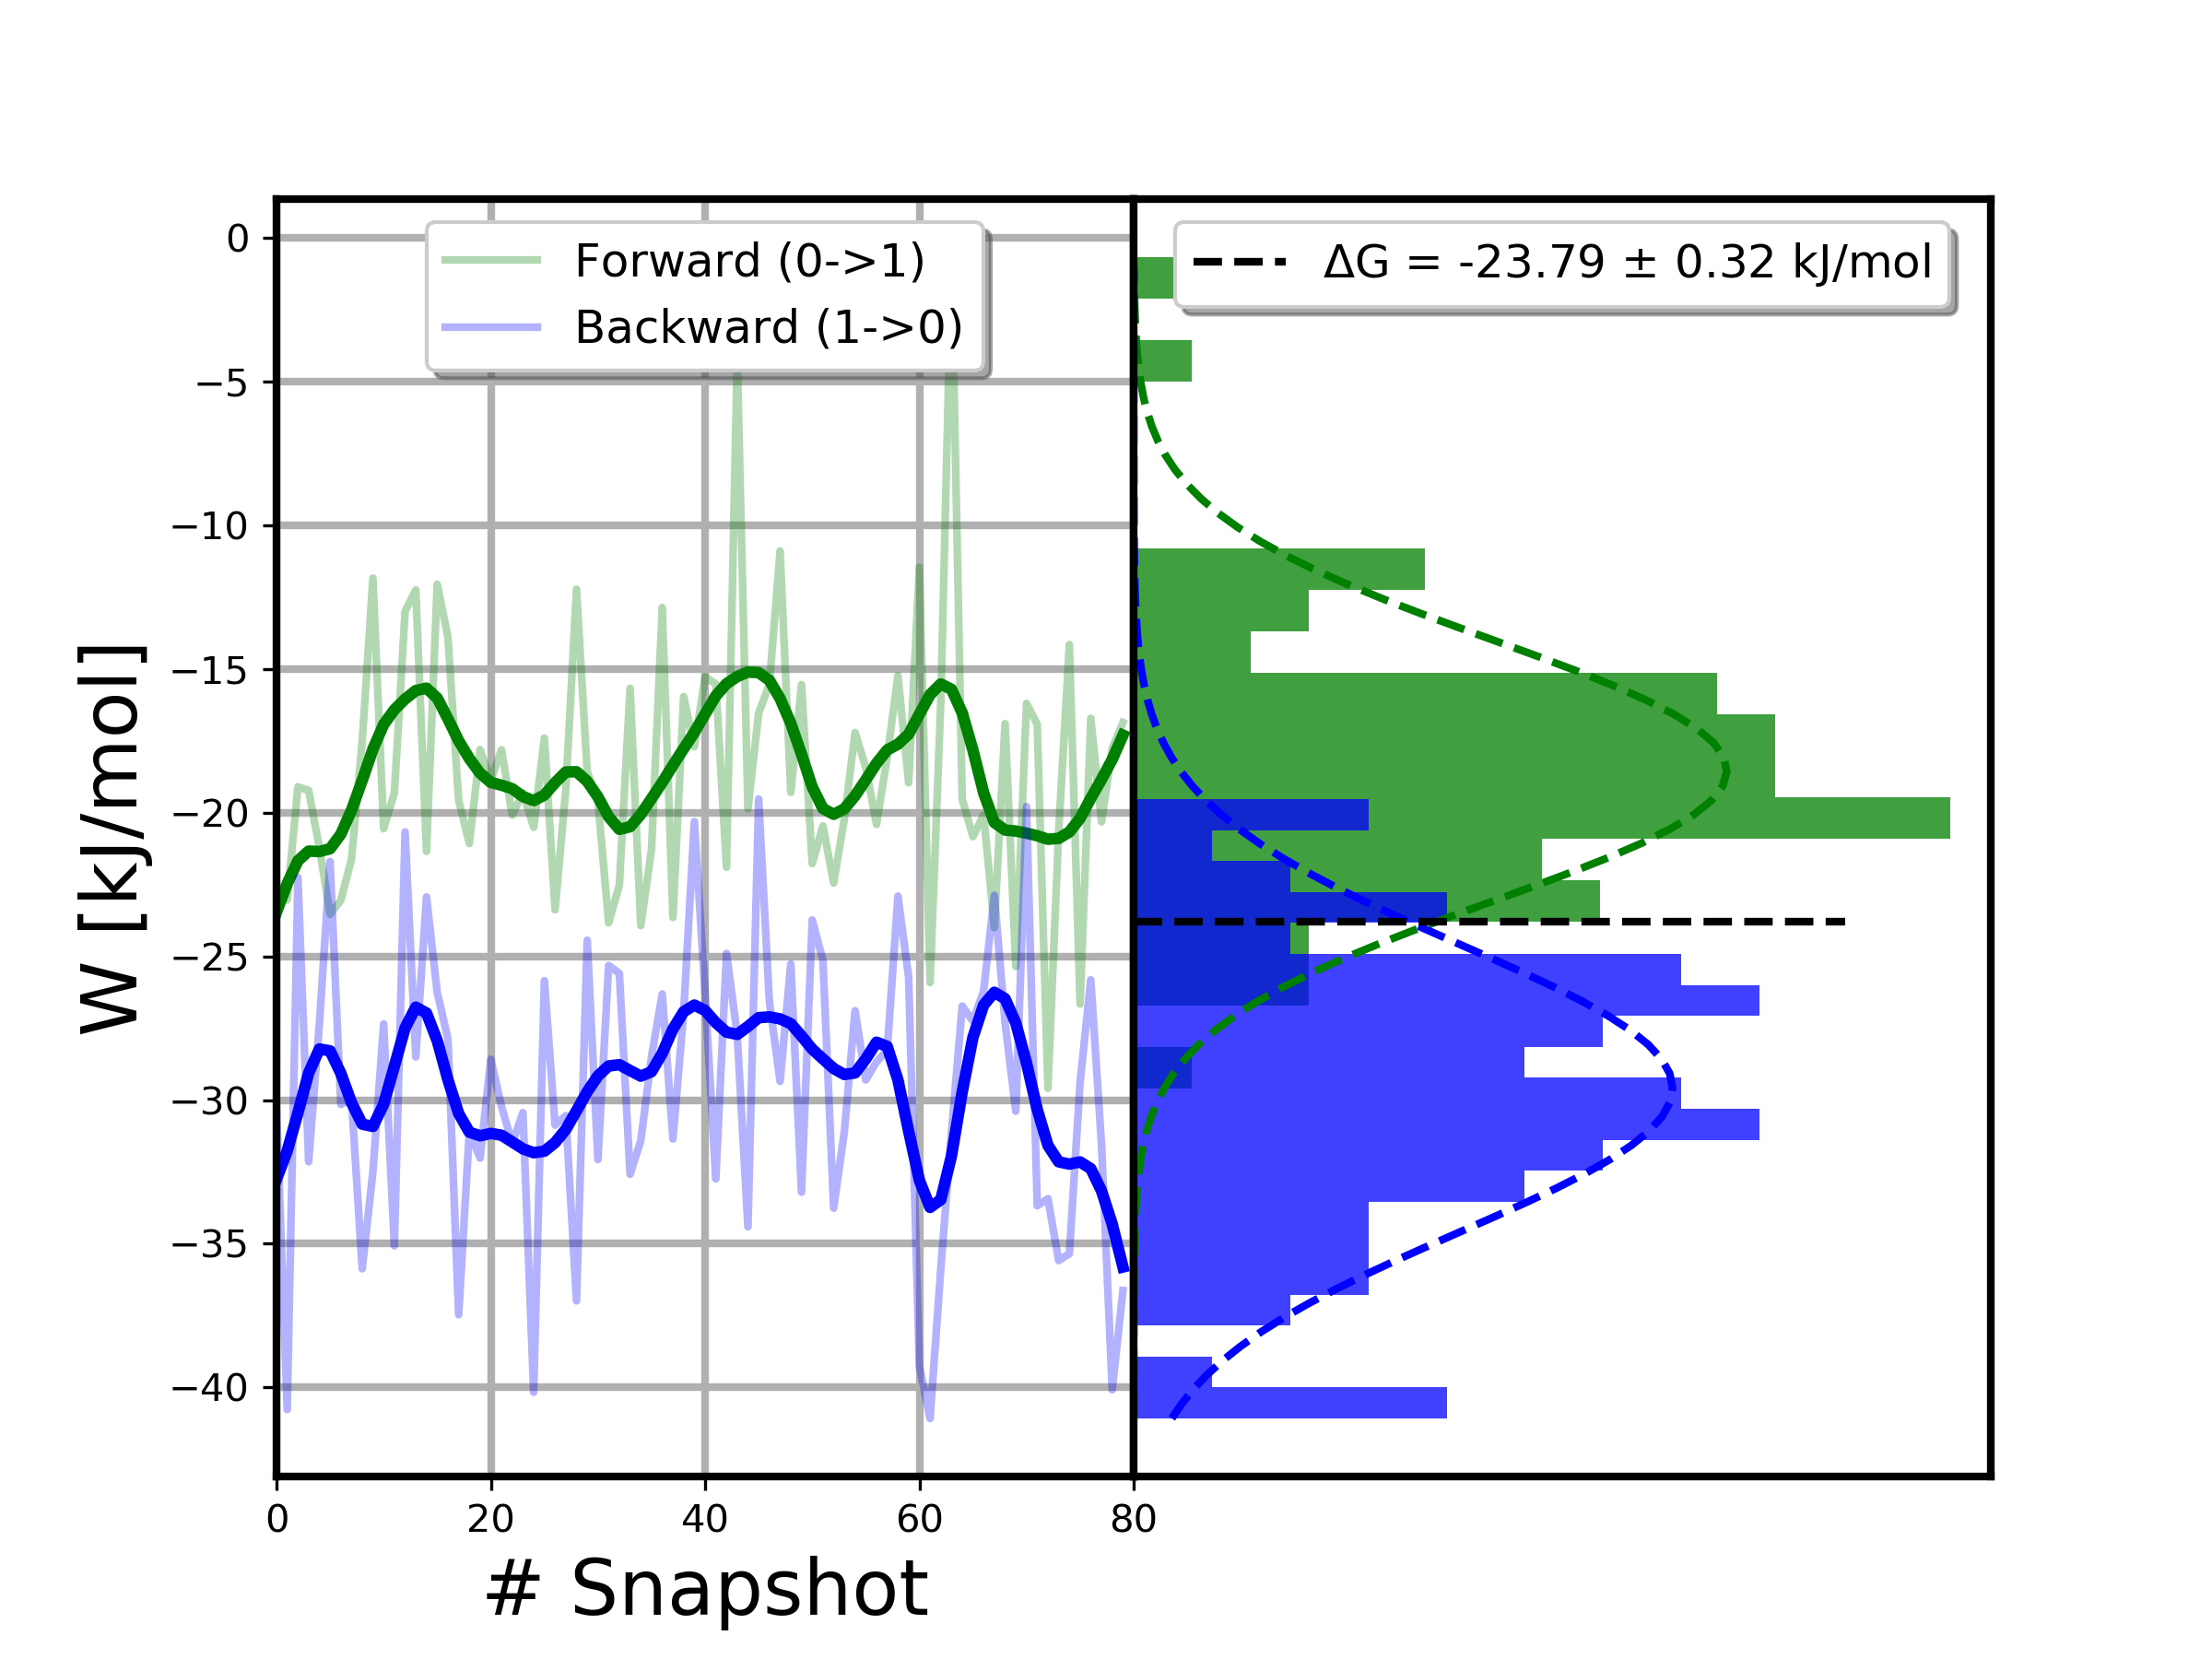 Forward (0->1)
Backward (1->0)
ΔG = -23.79 ± 0.32 kJ/mol
W [kJ/mol]
0
−5
−10
−15
−20
−25
−30
−35
−40
0 20 40 60 80
# Snapshot